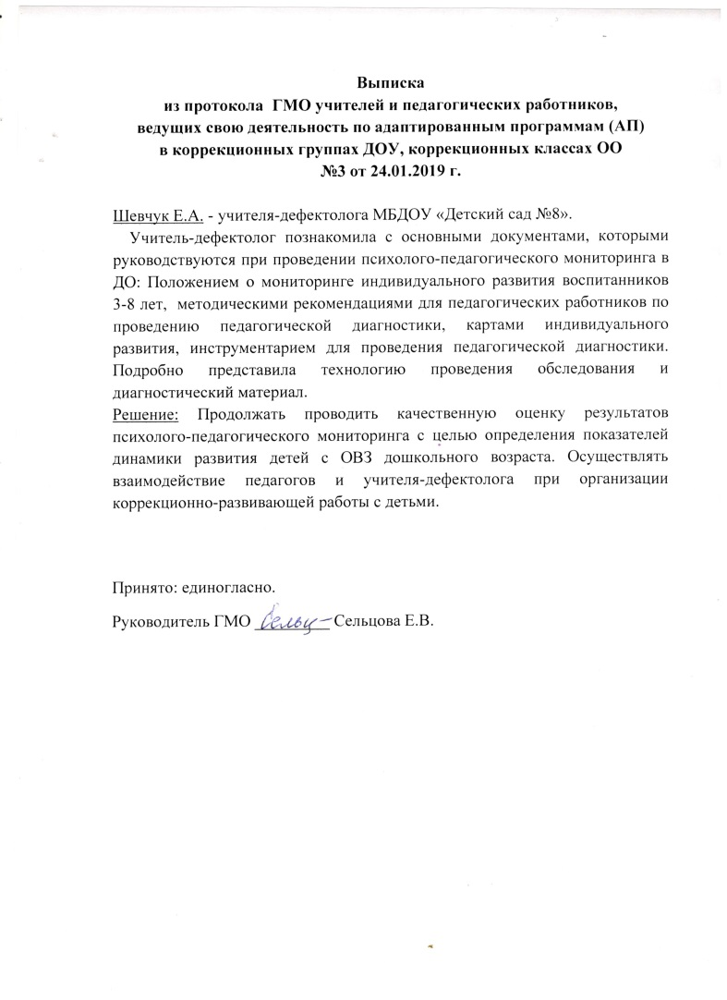 Выписка
из протокола  ГМО учителей и педагогических работников,
ведущих свою деятельность по адаптированным программам (АП)
в коррекционных группах ДОУ, коррекционных классах ОО
№3 от 24.01.2019 г.
Шевчук Е.А. - учителя-дефектолога МБДОУ «Детский сад №8».
Учитель-дефектолог познакомила с основными документами, которыми
руководствуются при проведении психолого-педагогического мониторинга в
ДО: Положением о мониторинге индивидуального развития воспитанников
3-8 лет,  методическими рекомендациями для педагогических работников по
проведению педагогической диагностики, картами индивидуального
развития, инструментарием для проведения педагогической диагностики.
Подробно представила технологию проведения обследования и
диагностический материал.
Решение: Продолжать проводить качественную оценку результатов
психолого-педагогического мониторинга с целью определения показателей
динамики развития детей с ОВЗ дошкольного возраста. Осуществлять
взаимодействие педагогов и учителя-дефектолога при организации
коррекционно-развивающей работы с детьми.
Принято: единогласно.
Руководитель ГМО Сельц Сельцова Е.В.